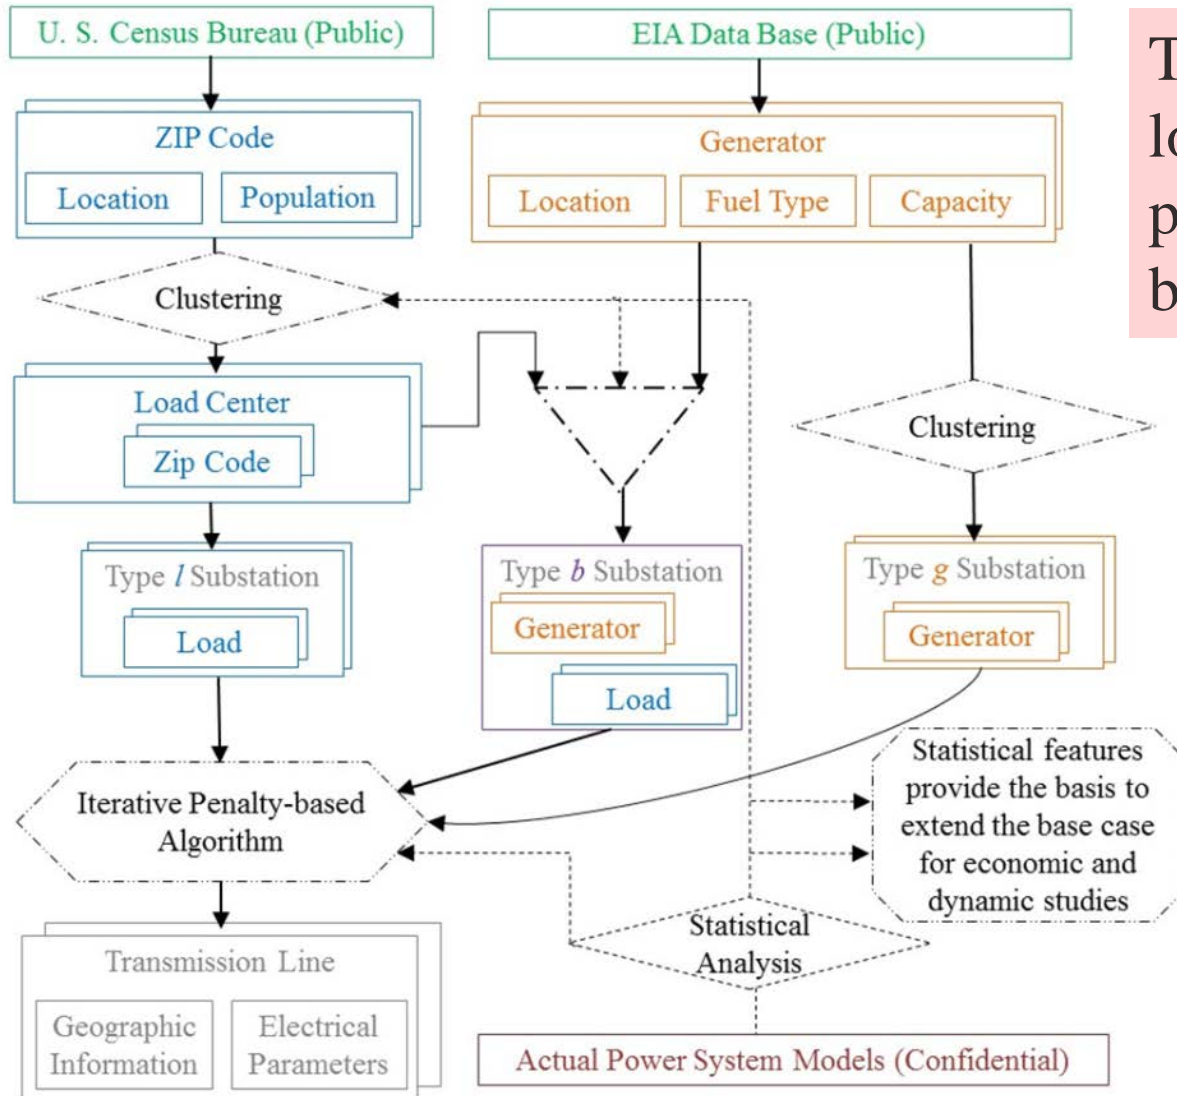 U. S. Census Bureau (Public)
EIA Data Base (Public)
ZIP Code
Location
Population
Generator
Location
Fuel Type
Capacity
Clustering
Load Center
Zip Code
Clustering
Type l Substation
Load
Type b Substation
Generator
Load
Type g Substation
Generator
Iterative Penalty-based
Algorithm
Statistical features
provide the basis to
extend the base case
for economic and
dynamic studies
Statistical
Analysis
Transmission Line
Geographic
Information
Electrical
Parameters
Actual Power System Models (Confidential)